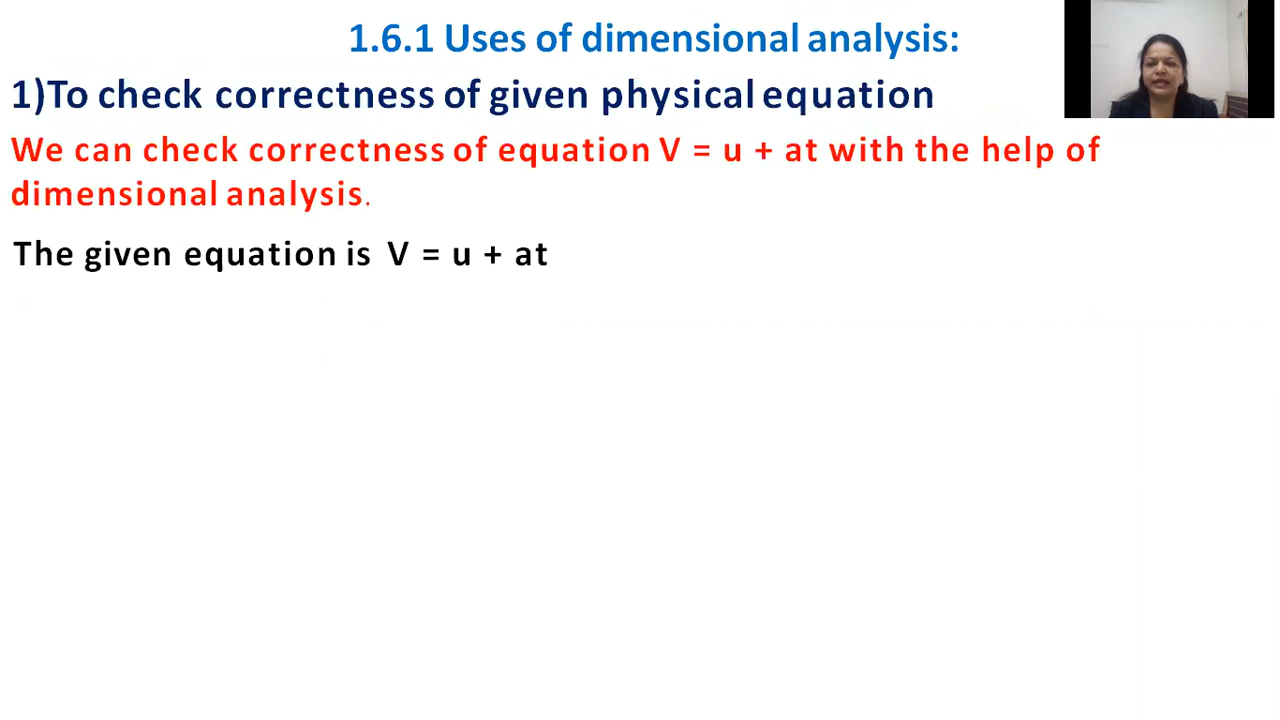 1.6.1 Uses of dimensional analysis:
1)To check correctness of given physical equation
We can check correctness of equation V = u + at with the help of
dimensional analysis.
The given equation is V = u + at